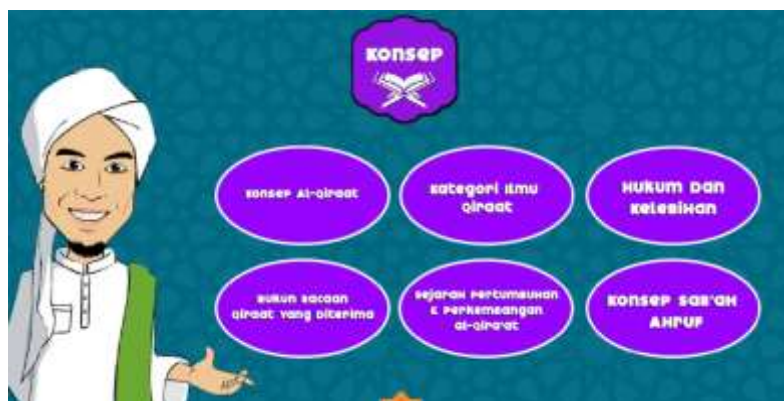 Konsep
Konsep Al-Qiraat
Kategori Ilmu
Qiraat
Hukum Dan
Kelebihan
Rukun Bacaan
Qiraat Yang Diterima
Sejarah Pertumbuhan
& Perkembangan
al-Qira'at
Konsep Sab'ah
Ahruf